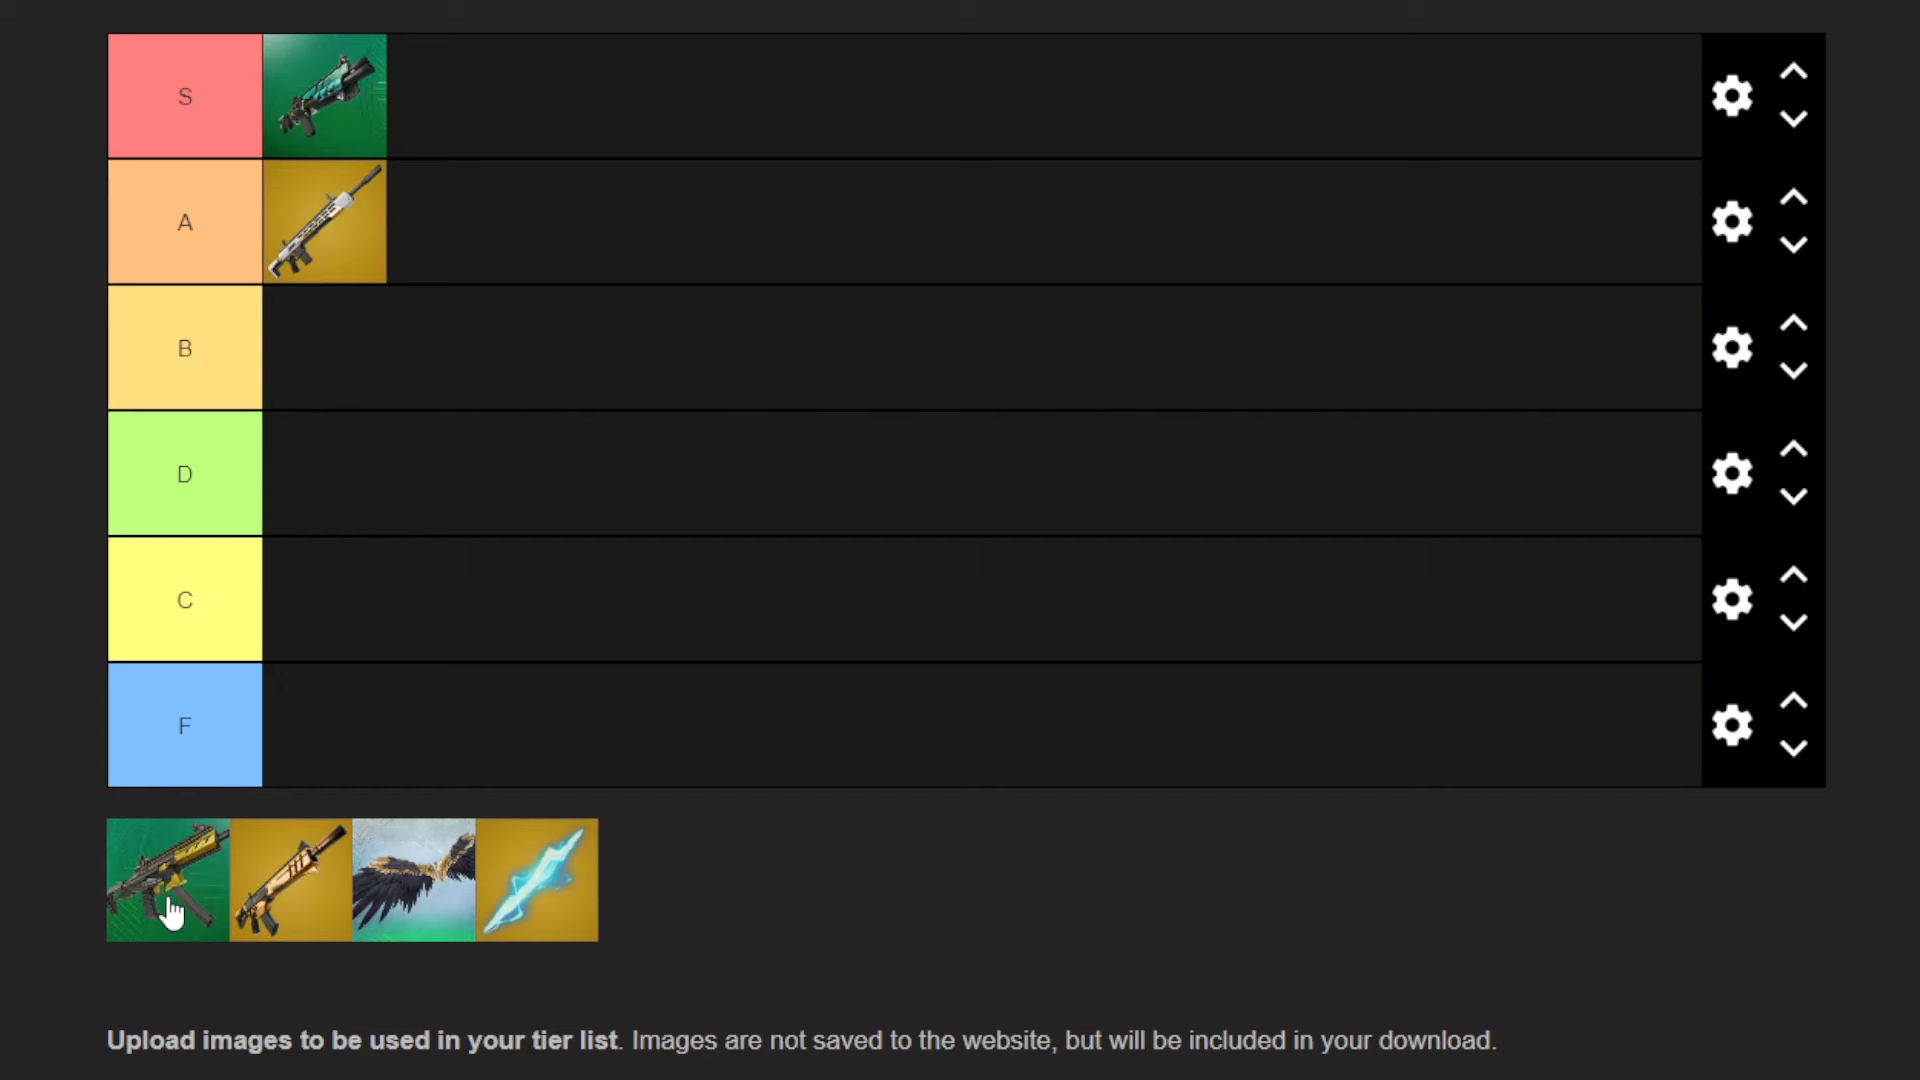 S
A
B
D
C
F
Upload images to be used in your tier list. Images are not saved to the website, but will be included in your download.